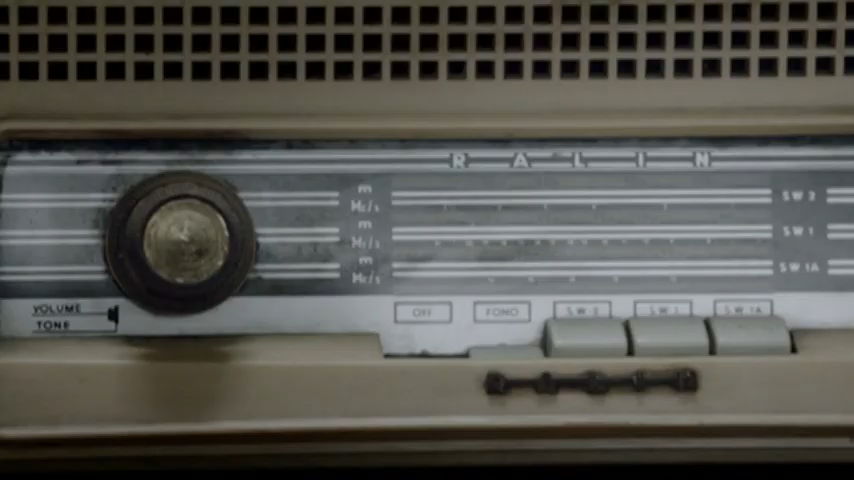 R A L I N
m
Mc/s
SW 2
m
Mc/s
SW 1
m
Mc/s
SW 1A
VOLUME
TONE
OFF
FONO
SW-2
SW-1
SW-1A